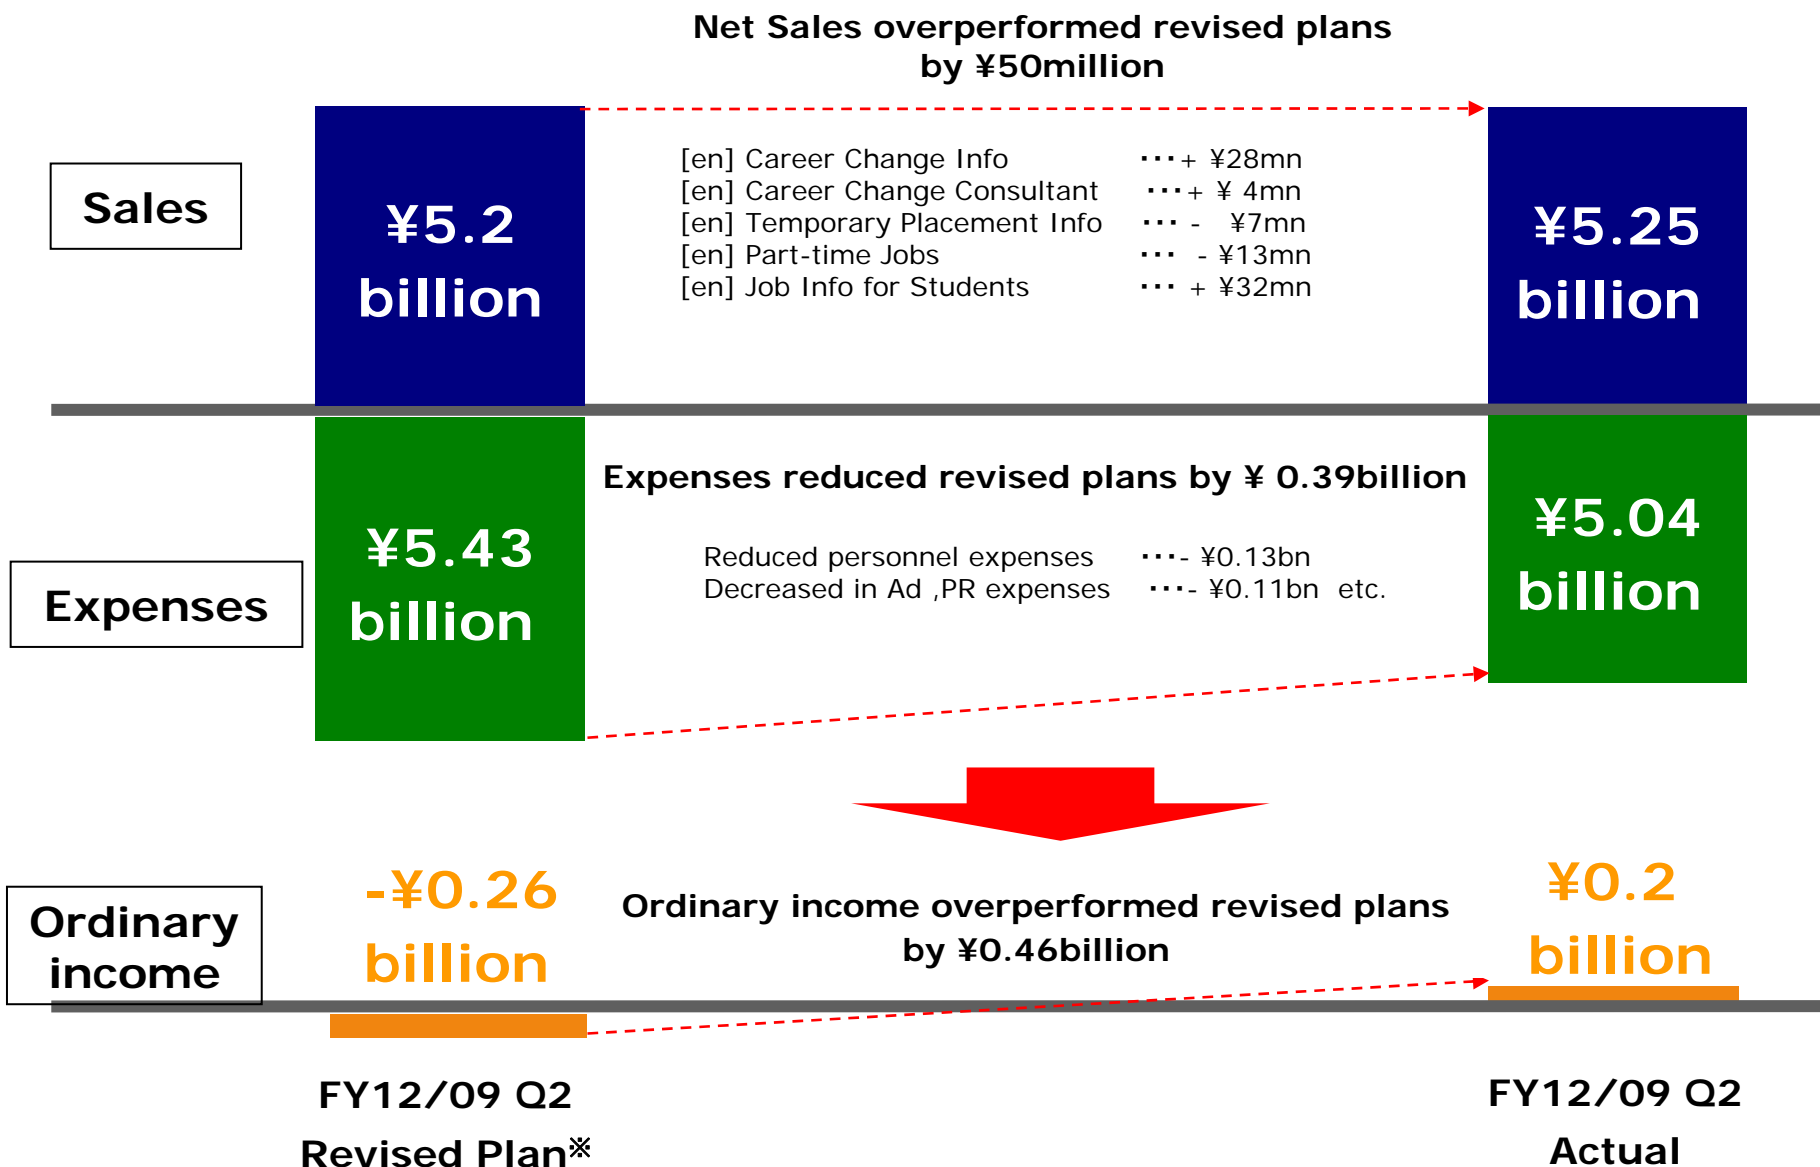 Net Sales overperformed revised plans
by ¥50million
Sales
¥5.2
billion
[en] Career Change Info ･･･+ ¥28mn
[en] Career Change Consultant ･･･+ ¥ 4mn
[en] Temporary Placement Info ･･･ - ¥7mn
[en] Part-time Jobs ･･･ - ¥13mn
[en] Job Info for Students ･･･ + ¥32mn
¥5.25
billion
Expenses
¥5.43
billion
Expenses reduced revised plans by ¥ 0.39billion
Reduced personnel expenses ･･･- ¥0.13bn
Decreased in Ad ,PR expenses ･･･- ¥0.11bn etc.
¥5.04
billion
Ordinary
income
-¥0.26
billion
Ordinary income overperformed revised plans
by ¥0.46billion
¥0.2
billion
FY12/09 Q2
Revised Plan※
FY12/09 Q2
Actual